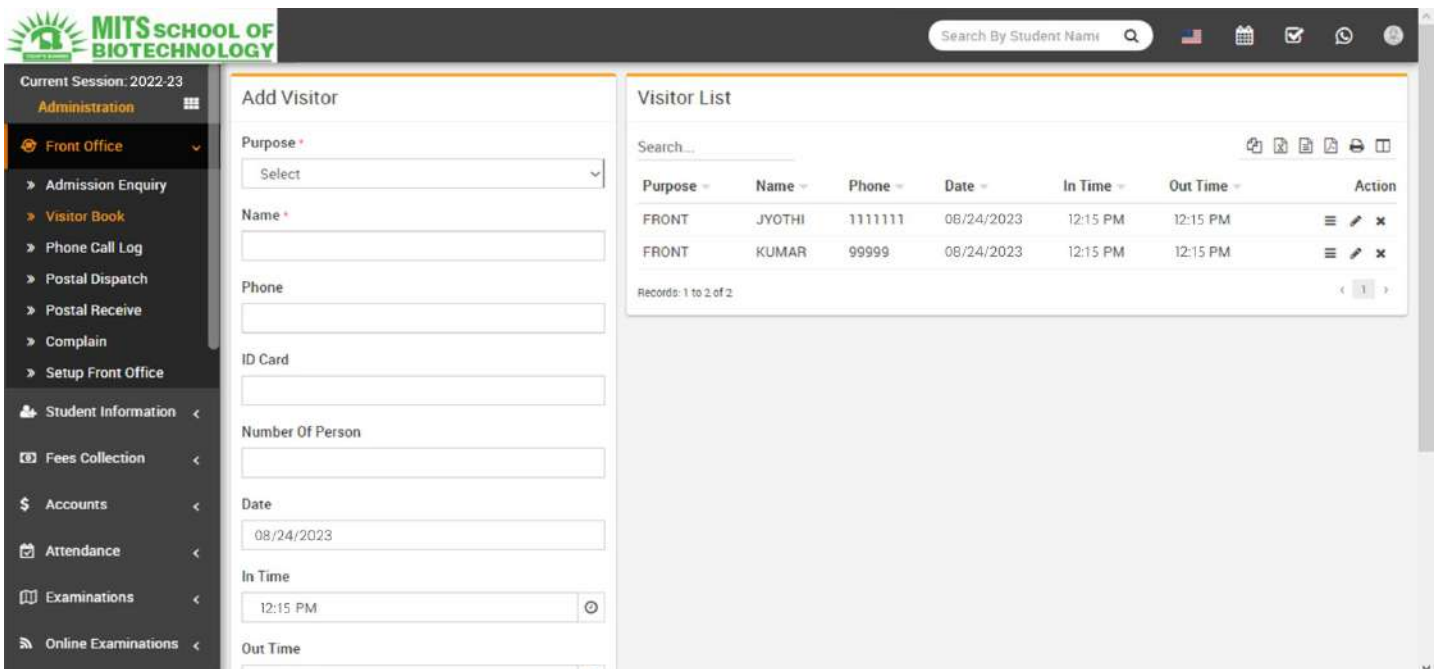 MITS SCHOOL OF
BIOTECHNOLOGY
Search By Student Name
Current Session: 2022-23
Administration
Front Office
Admission Enquiry
Visitor Book
Phone Call Log
Postal Dispatch
Postal Receive
Complain
Setup Front Office
Student Information
Fees Collection
Accounts
Attendance
Examinations
Online Examinations
Add Visitor
Purpose *
Select
Name *
Phone
ID Card
Number Of Person
Date
08/24/2023
In Time
12:15 PM
Out Time
Visitor List
Search...
Purpose Name Phone Date In Time Out Time Action
FRONT JYOTHI 1111111 08/24/2023 12:15 PM 12:15 PM
FRONT KUMAR 99999 08/24/2023 12:15 PM 12:15 PM
Records: 1 to 2 of 2
1